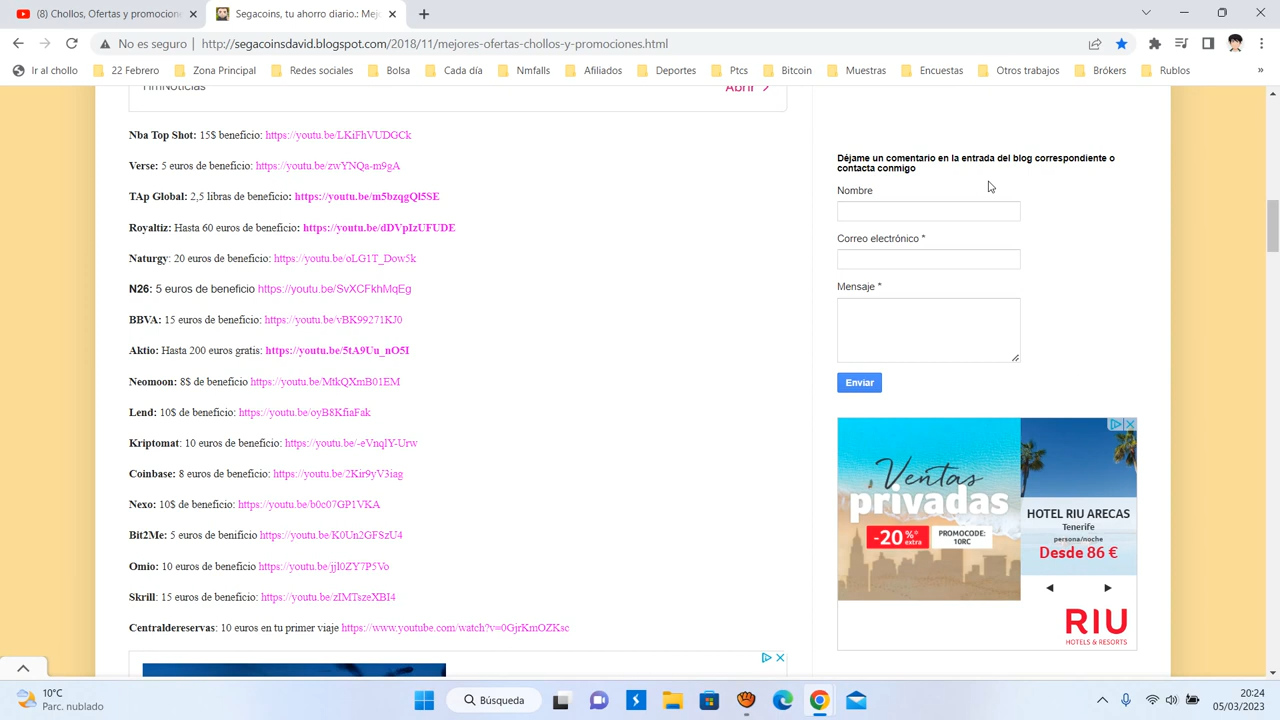 (8) Chollos, Ofertas y promocione
Segacoins, tu ahorro diario.: Mejo
No es seguro | http://segacoinsdavid.blogspot.com/2018/11/mejores-ofertas-chollos-y-promociones.html
Ir al chollo 22 Febrero Zona Principal Redes sociales Bolsa Cada día Nmfalls Afiliados Deportes Ptcs Bitcoin Muestras Encuestas Otros trabajos Brókers Rublos »
Abrir
Nba Top Shot: 15$ beneficio: https://youtu.be/LKiFhVUDGCk
Verse: 5 euros de beneficio: https://youtu.be/zwYNQa-m9gA
TAp Global: 2,5 libras de beneficio: https://youtu.be/m5bzqgQl5SE
Royaltiz: Hasta 60 euros de beneficio: https://youtu.be/dDVpIzUFUDE
Naturgy: 20 euros de beneficio: https://youtu.be/oLG1T_Dow5k
N26: 5 euros de beneficio https://youtu.be/SvXCFkhMqEg
BBVA: 15 euros de beneficio: https://youtu.be/vBK99271KJ0
Aktio: Hasta 200 euros gratis: https://youtu.be/5tA9Uu_nO5I
Neomoon: 8$ de beneficio https://youtu.be/MtkQXmB01EM
Lend: 10$ de beneficio: https://youtu.be/oyB8KfiaFak
Kriptomat: 10 euros de beneficio: https://youtu.be/-eVnqlY-Urw
Coinbase: 8 euros de beneficio: https://youtu.be/2Kir9yV3iag
Nexo: 10$ de beneficio: https://youtu.be/b0c07GP1VKA
Bit2Me: 5 euros de benificio https://youtu.be/K0Un2GFSzU4
Omio: 10 euros de beneficio https://youtu.be/jjl0ZY7P5Vo
Skrill: 15 euros de beneficio: https://youtu.be/zIMTszeXBI4
Centraldereservas: 10 euros en tu primer viaje https://www.youtube.com/watch?v=0GjrKmOZKsc
Déjame un comentario en la entrada del blog correspondiente o
contacta conmigo
Nombre
Correo electrónico *
Mensaje *
Enviar
Ventas
privadas
-20%* extra
PROMOCODE:
10RC
HOTEL RIU ARECAS
Tenerife
persona/noche
Desde 86 €
RIU
HOTELS & RESORTS
10°C
Parc. nublado
Búsqueda
20:24
05/03/2023